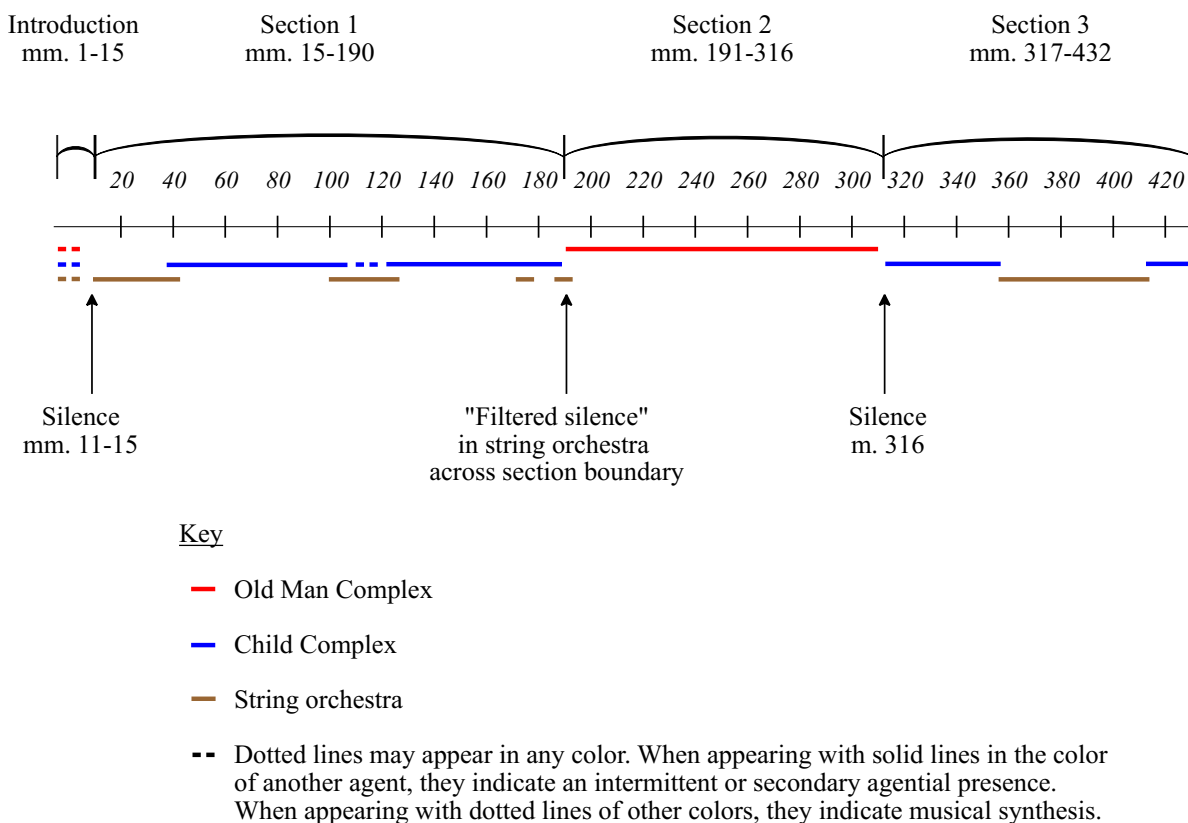 Introduction
mm. 1-15
Section 1
mm. 15-190
Section 2
mm. 191-316
Section 3
mm. 317-432
20 40 60 80 100 120 140 160 180 200 220 240 260 280 300 320 340 360 380 400 420
Silence
mm. 11-15
"Filtered silence"
in string orchestra
across section boundary
Silence
m. 316
Key
Old Man Complex
Child Complex
String orchestra
Dotted lines may appear in any color. When appearing with solid lines in the color
of another agent, they indicate an intermittent or secondary agential presence.
When appearing with dotted lines of other colors, they indicate musical synthesis.